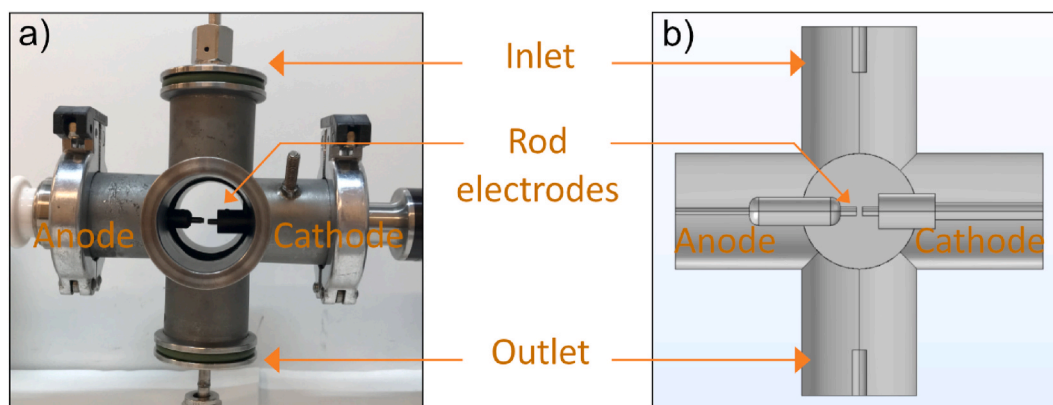 a)
b)
Inlet
Rod
electrodes
Anode
Cathode
Anode
Cathode
Outlet